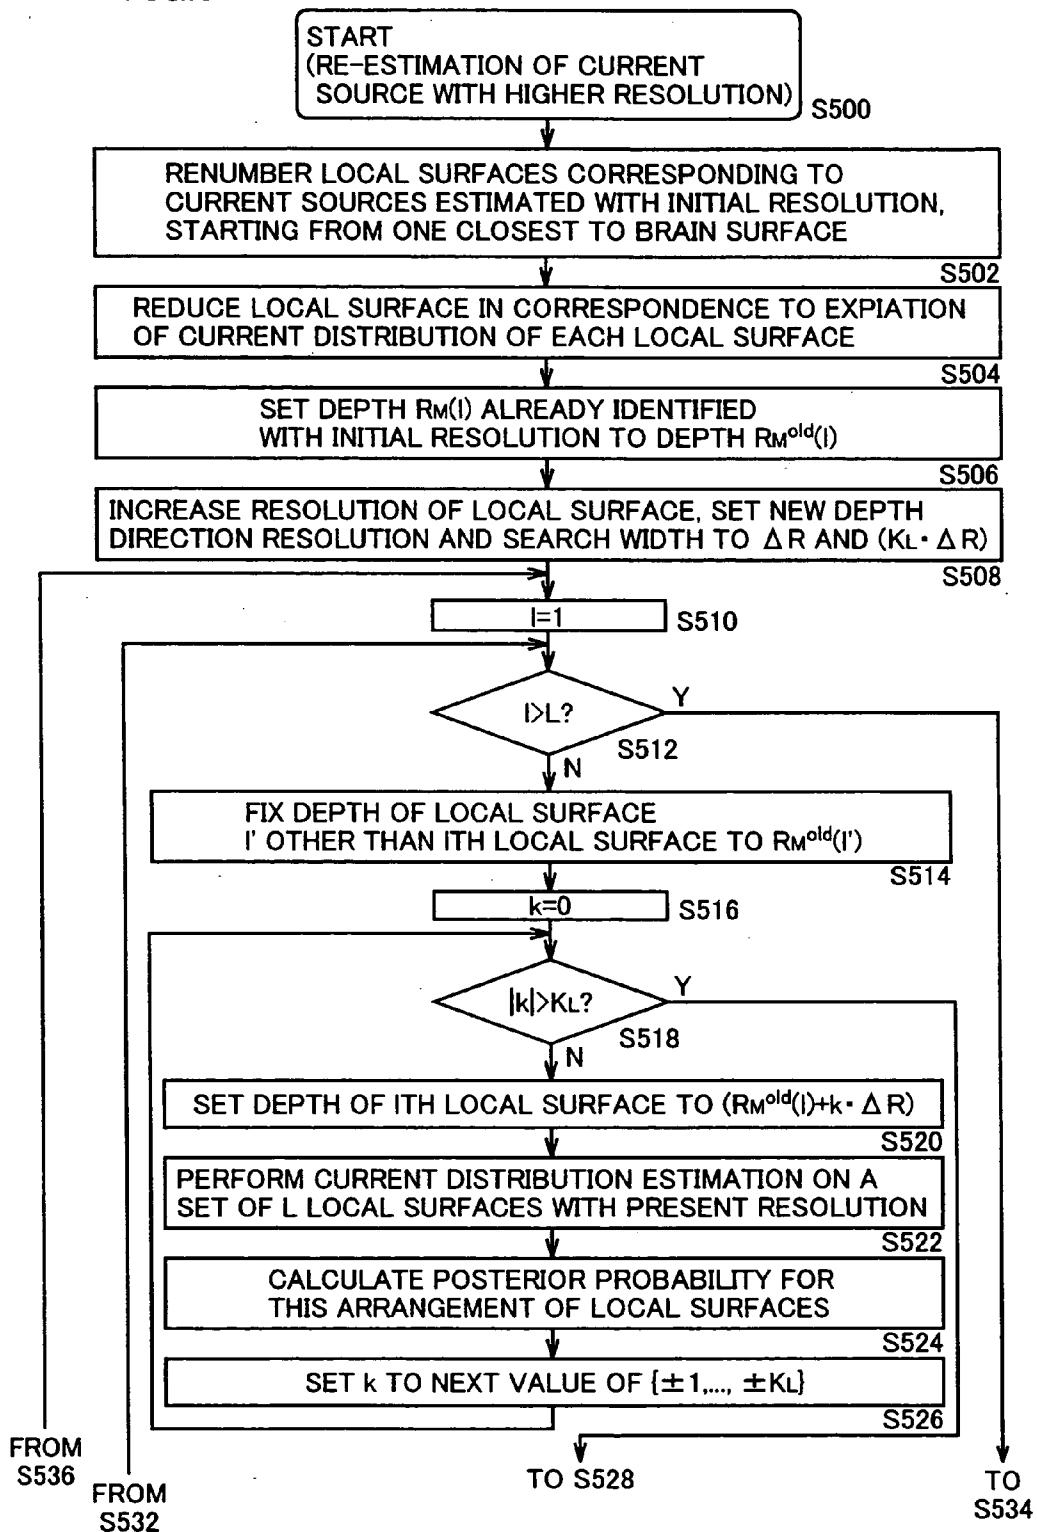 START
(RE-ESTIMATION OF CURRENT
SOURCE WITH HIGHER RESOLUTION)
S500
RENUMBER LOCAL SURFACES CORRESPONDING TO
CURRENT SOURCES ESTIMATED WITH INITIAL RESOLUTION,
STARTING FROM ONE CLOSEST TO BRAIN SURFACE
S502
REDUCE LOCAL SURFACE IN CORRESPONDENCE TO EXPIATION
OF CURRENT DISTRIBUTION OF EACH LOCAL SURFACE
S504
SET DEPTH RM(l) ALREADY IDENTIFIED
WITH INITIAL RESOLUTION TO DEPTH RM^old(l)
S506
INCREASE RESOLUTION OF LOCAL SURFACE, SET NEW DEPTH
DIRECTION RESOLUTION AND SEARCH WIDTH TO ΔR AND (KL・ΔR)
S508
l=1
S510
l>L?
Y
S512
N
FIX DEPTH OF LOCAL SURFACE
l' OTHER THAN lTH LOCAL SURFACE TO RM^old(l')
S514
k=0
S516
|k|>KL?
Y
S518
N
SET DEPTH OF lTH LOCAL SURFACE TO (RM^old(l)+k・ΔR)
S520
PERFORM CURRENT DISTRIBUTION ESTIMATION ON A
SET OF L LOCAL SURFACES WITH PRESENT RESOLUTION
S522
CALCULATE POSTERIOR PROBABILITY FOR
THIS ARRANGEMENT OF LOCAL SURFACES
S524
SET k TO NEXT VALUE OF {±1,..., ±KL}
S526
FROM
S536
FROM
S532
TO S528
TO
S534